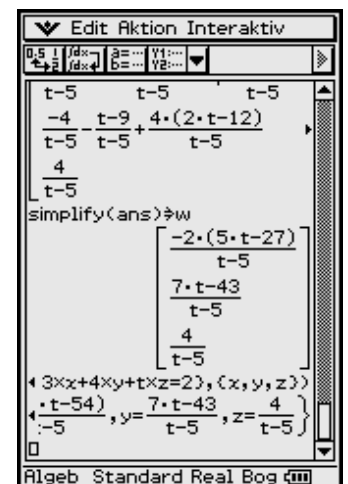 Edit Aktion Interaktiv
t-5 t-5 t-5
-4/t-5 - t-9/t-5 + 4·(2·t-12)/t-5
4/t-5
simplify(ans)⇒w
-2·(5·t-27)/t-5
7·t-43/t-5
4/t-5
3×x+4×y+t×z=2},{x,y,z})
·t-54)/-5, y=7·t-43/t-5, z=4/t-5}
Algeb Standard Real Bog